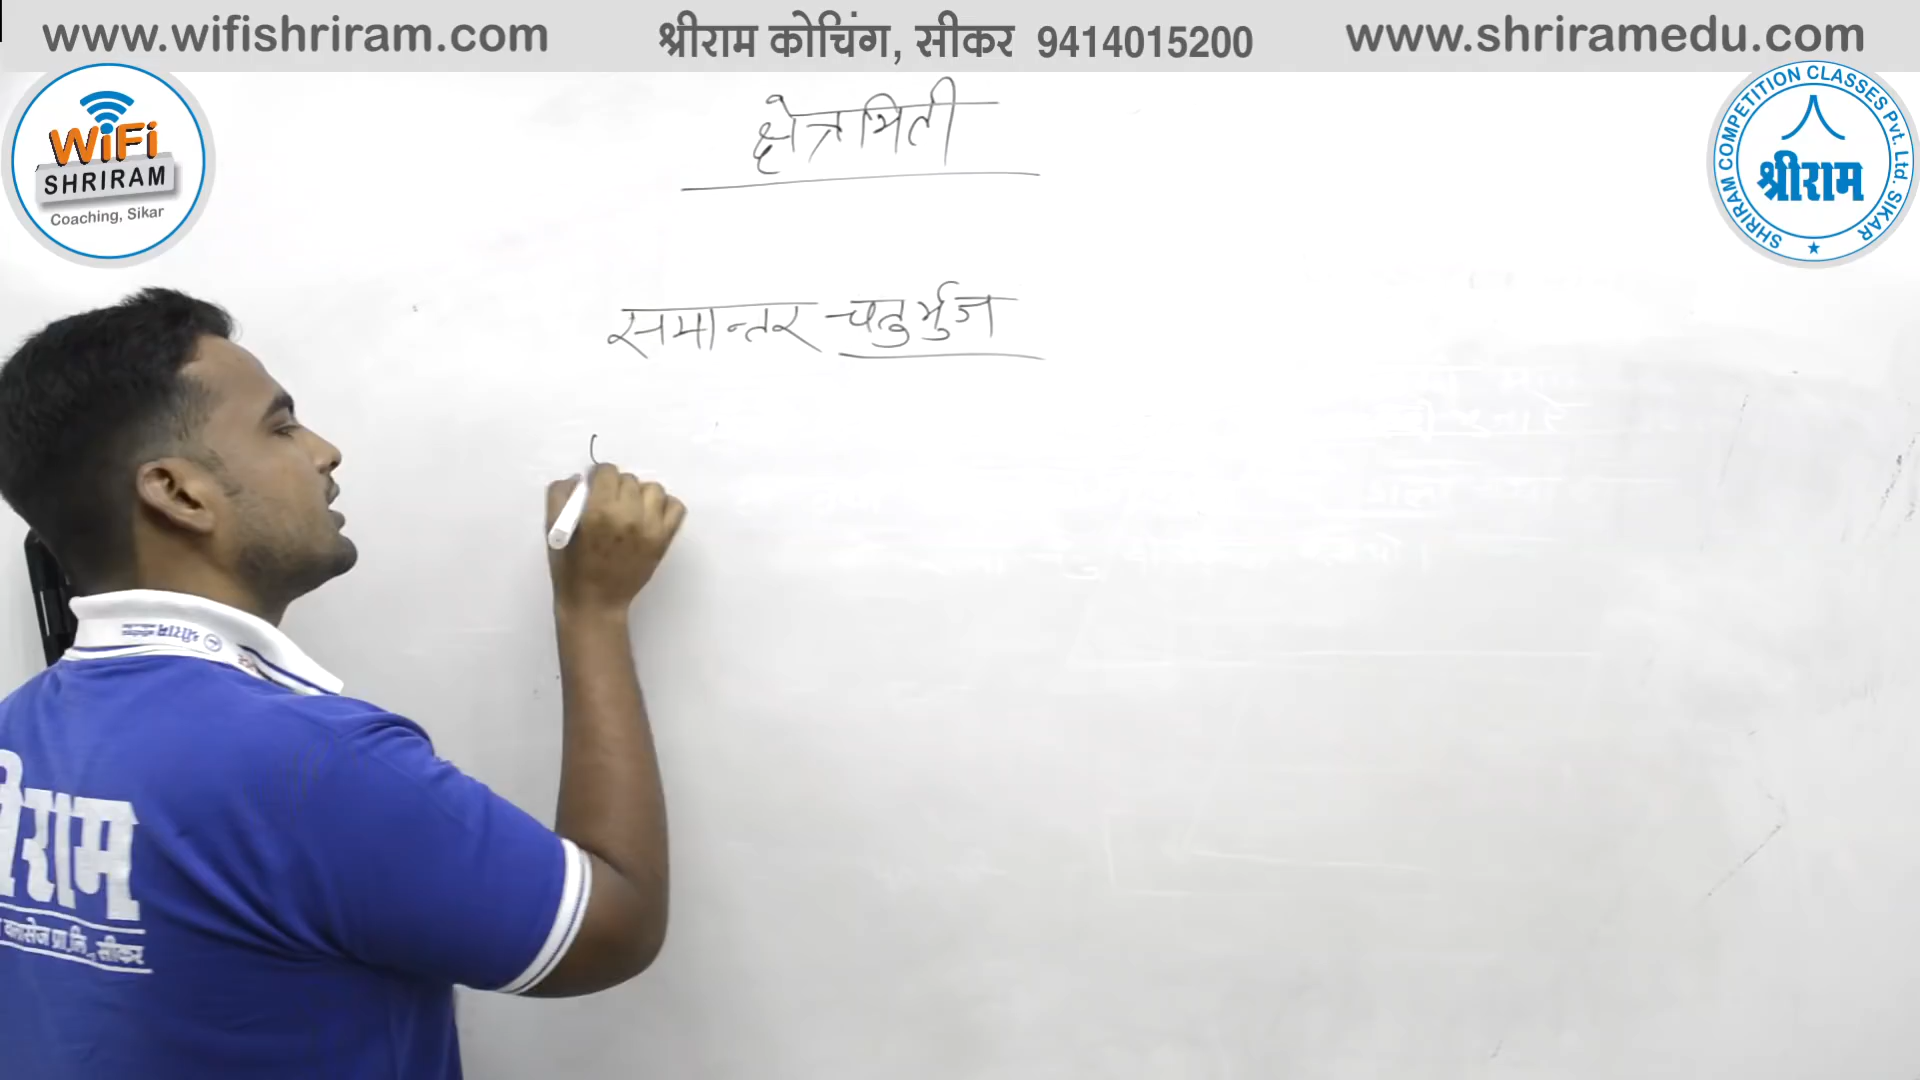 www.wifishriram.com
श्रीराम कोचिंग, सीकर 9414015200
www.shriramedu.com
WiFi
SHRIRAM
Coaching, Sikar
SHRIRAM COMPETITION CLASSES Pvt. Ltd. SIKAR
श्रीराम
क्षेत्रमिती
समान्तर चतुर्भुज
श्रीराम
राम
क्लासेज प्रा.लि., सीकर